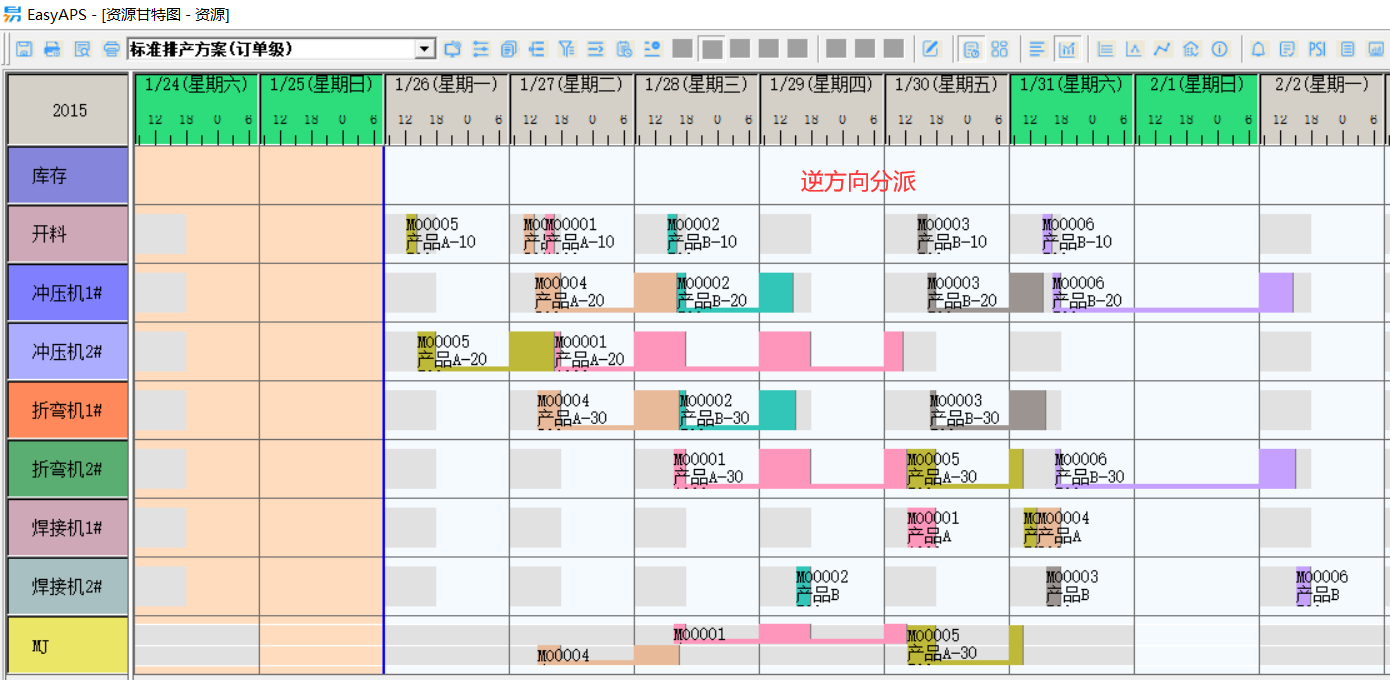 EasyAPS - [资源甘特图 - 资源]
标准排产方案(订单级)
PSI
2015
1/24(星期六) 1/25(星期日) 1/26(星期一) 1/27(星期二) 1/28(星期三) 1/29(星期四) 1/30(星期五) 1/31(星期六) 2/1(星期日) 2/2(星期一)
12 18 0 6 12 18 0 6 12 18 0 6 12 18 0 6 12 18 0 6 12 18 0 6 12 18 0 6 12 18 0 6 12 18 0 6 12 18 0 6
库存
逆方向分派
开料
MO0005 MO0001 MO0002 MO0003 MO0006
产品A-10 产品A-10 产品B-10 产品B-10 产品B-10
冲压机1#
MO0004 MO0002 MO0003 MO0006
产品A-20 产品B-20 产品B-20 产品B-20
冲压机2#
MO0005 MO0001
产品A-20 产品A-20
折弯机1#
MO0004 MO0002 MO0003
产品A-30 产品B-30 产品B-30
折弯机2#
MO0001 MO0005 MO0006
产品A-30 产品A-30 产品B-30
焊接机1#
MO0001 MO0004
产品A 产品A
焊接机2#
MO0002 MO0003 MO0006
产品B 产品B 产品B
MJ
MO0001 MO0005
MO0004 产品A-30